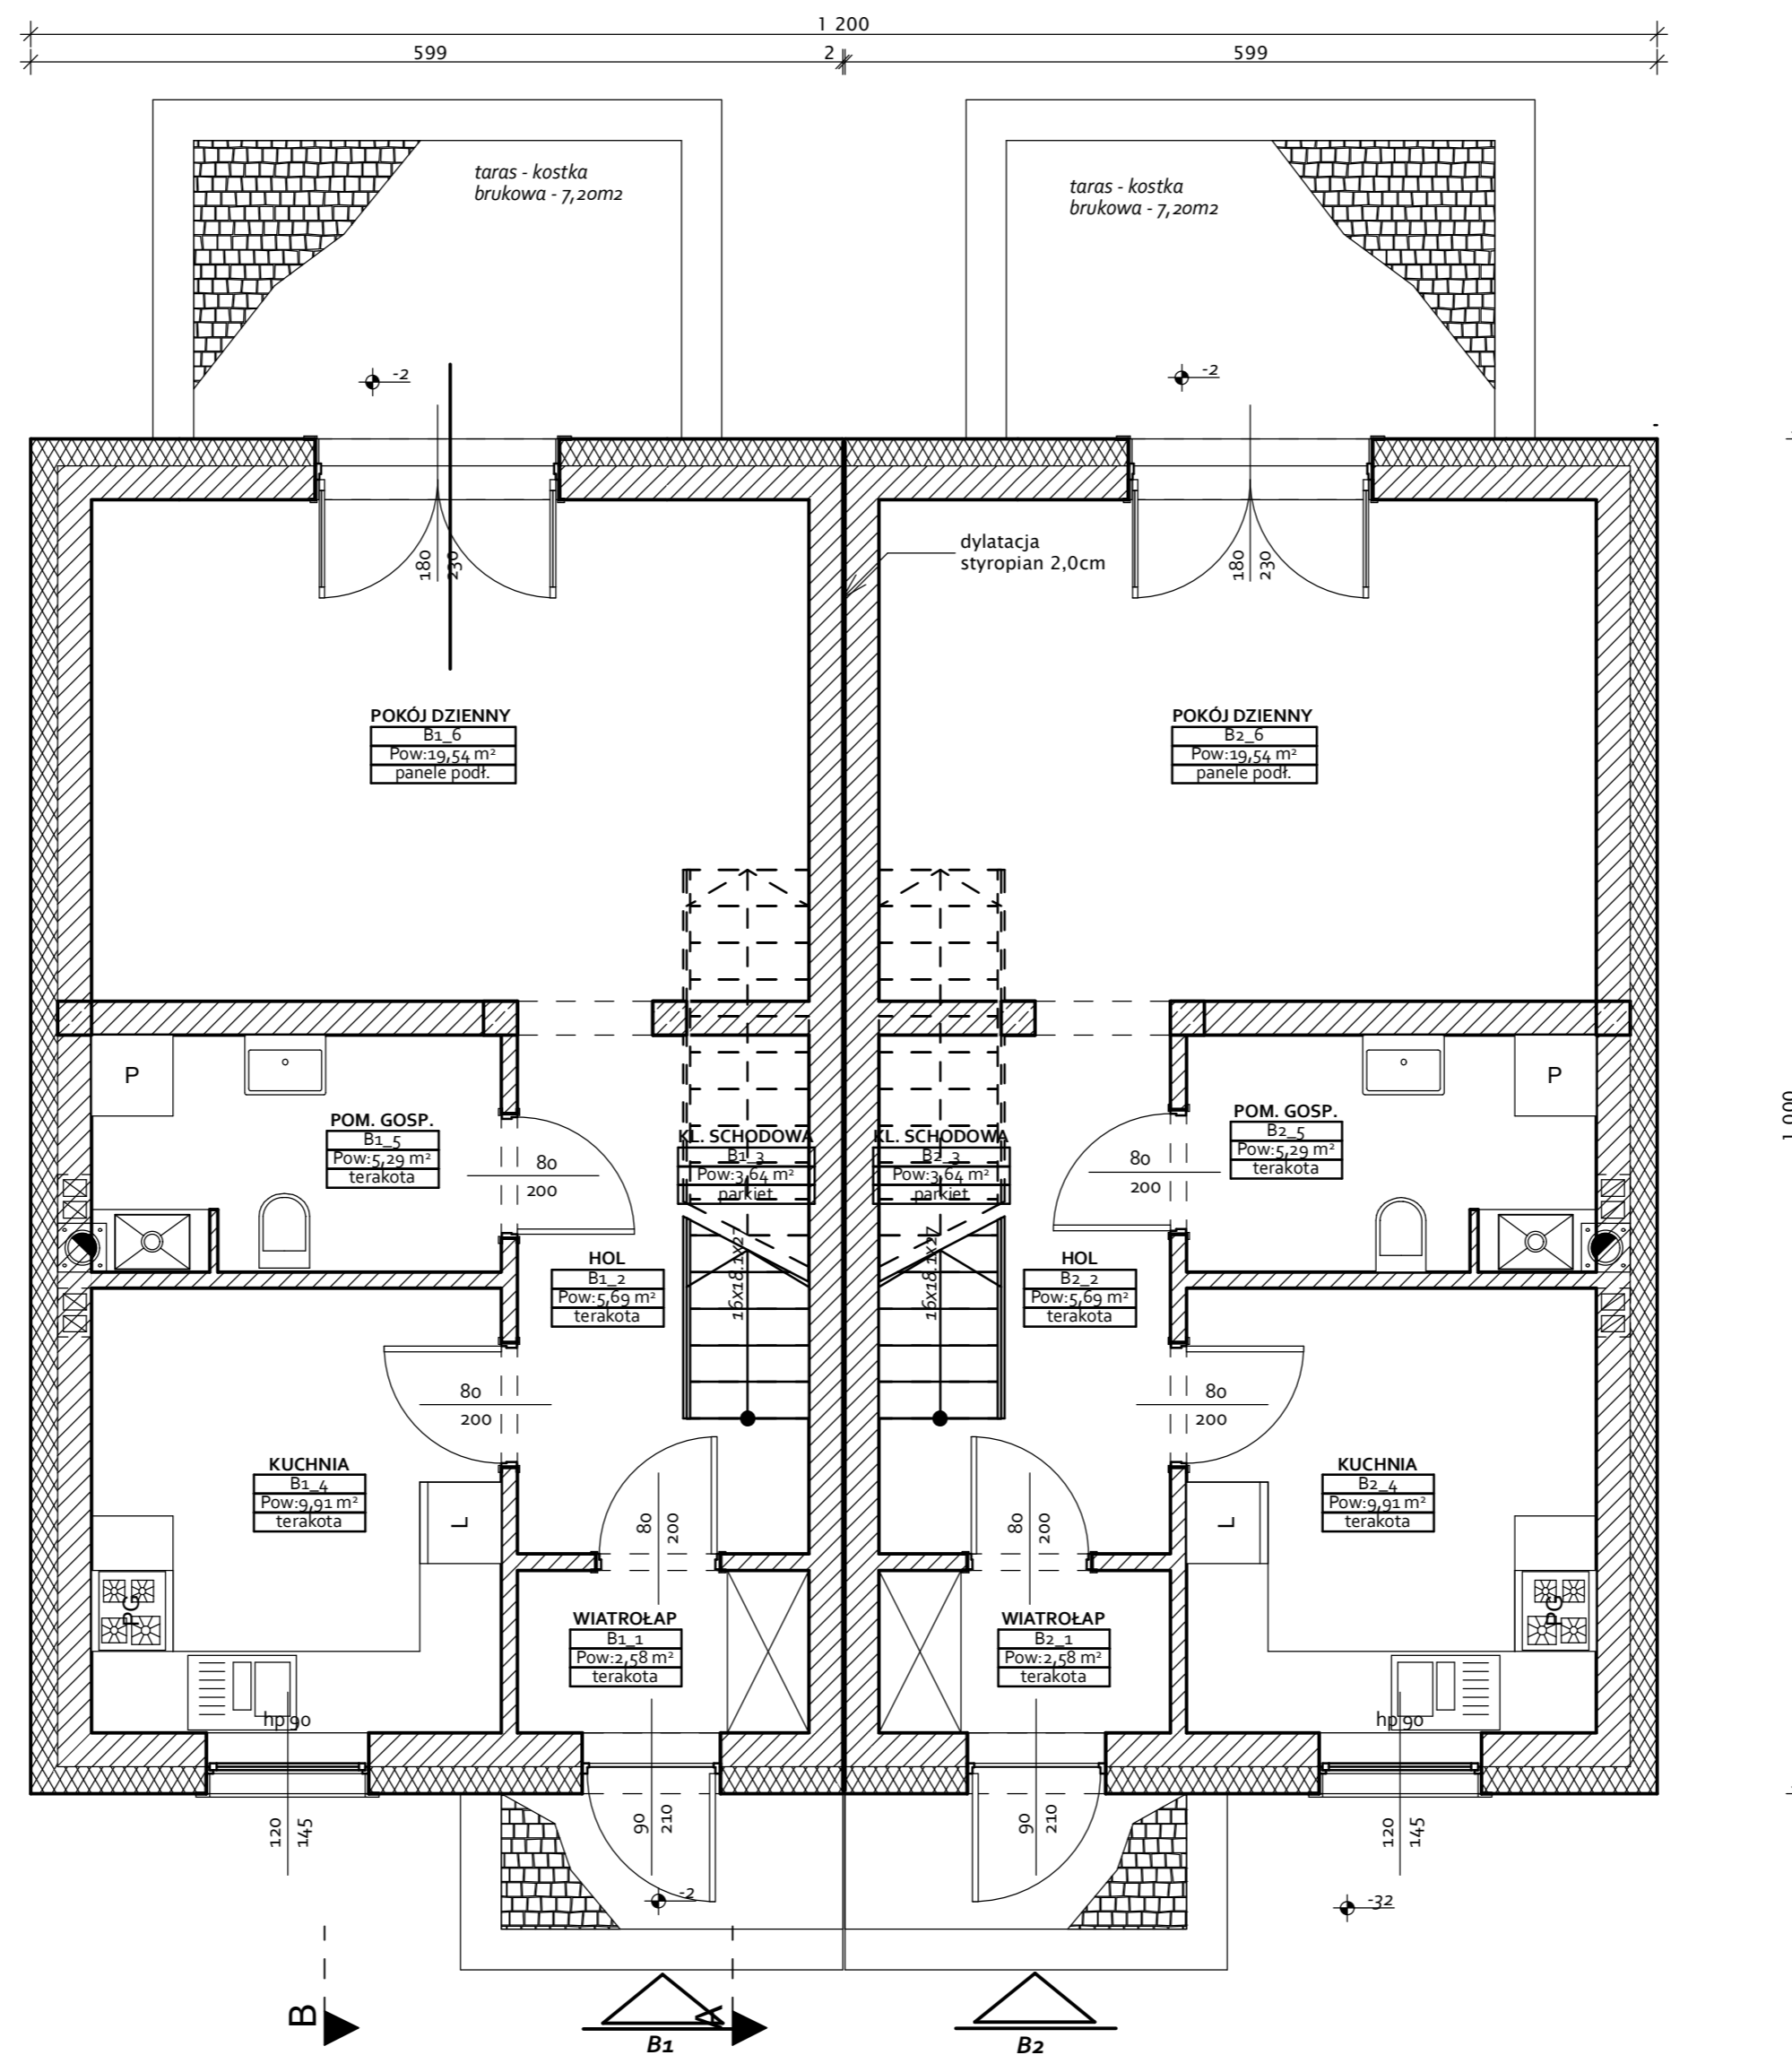 1 200
599
2
599
taras - kostka
brukowa - 7,20m2
taras - kostka
brukowa - 7,20m2
-2
-2
dylatacja
styropian 2,0cm
180
230
180
230
POKÓJ DZIENNY
B1_6
Pow:19,54 m²
panele podł.
POKÓJ DZIENNY
B2_6
Pow:19,54 m²
panele podł.
P
P
1 000
POM. GOSP.
B1_5
Pow:5,29 m²
terakota
KL. SCHODOWA
B1_3
Pow:3,64 m²
parkiet
KL. SCHODOWA
B2_3
Pow:3,64 m²
parkiet
POM. GOSP.
B2_5
Pow:5,29 m²
terakota
80
200
80
200
HOL
B1_2
Pow:5,69 m²
terakota
16x18.1x27
16x18.1x27
HOL
B2_2
Pow:5,69 m²
terakota
80
200
80
200
KUCHNIA
B1_4
Pow:9,91 m²
terakota
L
80
200
80
200
L
KUCHNIA
B2_4
Pow:9,91 m²
terakota
PG
PG
WIATROŁAP
B1_1
Pow:2,58 m²
terakota
WIATROŁAP
B2_1
Pow:2,58 m²
terakota
hp 90
hp 90
120
145
90
210
90
210
120
145
-2
-32
B
A
B1
B2